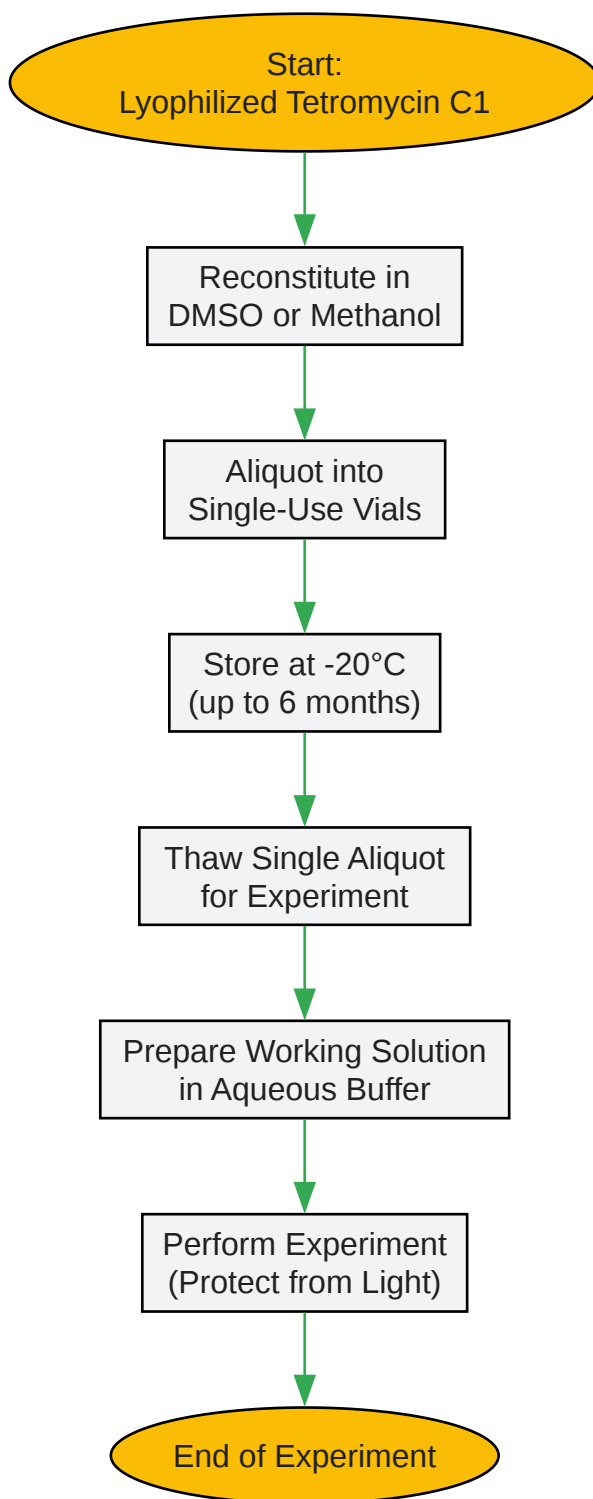 Start:
Lyophilized Tetromycin C1
Reconstitute in
DMSO or Methanol
Aliquot into
Single-Use Vials
Store at -20°C
(up to 6 months)
Thaw Single Aliquot
for Experiment
Prepare Working Solution
in Aqueous Buffer
Perform Experiment
(Protect from Light)
End of Experiment